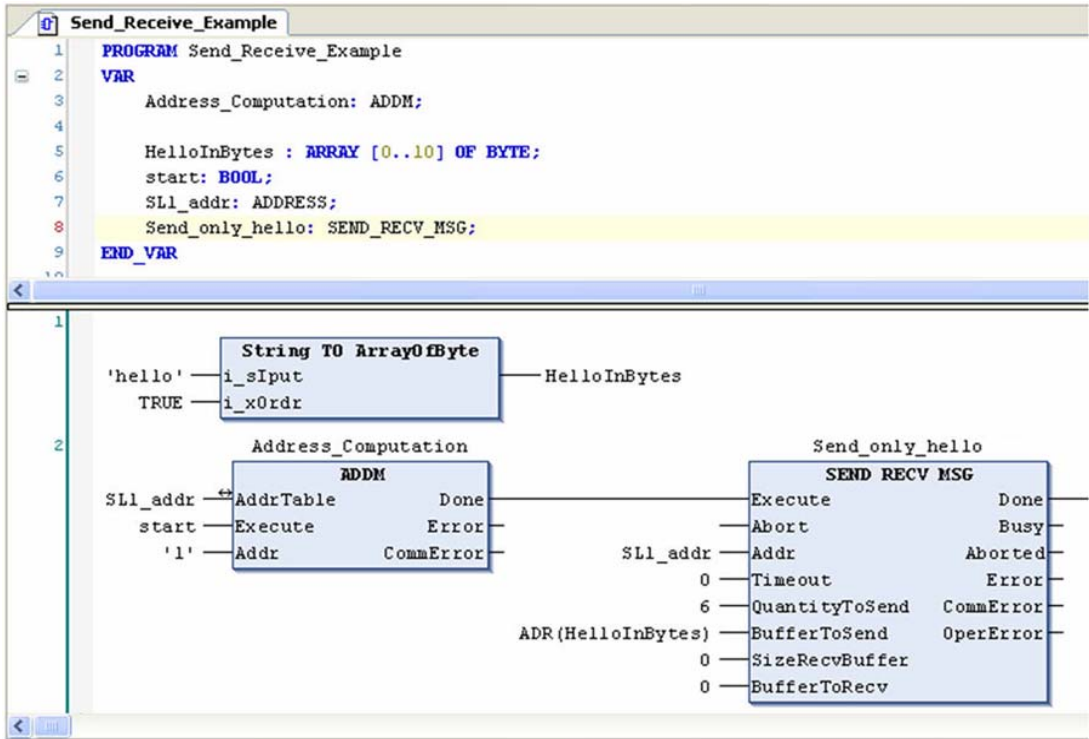 Send_Receive_Example
1 PROGRAM Send_Receive_Example
2 VAR
3 Address_Computation: ADDM;
4
5 HelloInBytes : ARRAY [0..10] OF BYTE;
6 start: BOOL;
7 SL1_addr: ADDRESS;
8 Send_only_hello: SEND_RECV_MSG;
9 END_VAR
10
1
String TO ArrayOfByte
'hello' i_sIput HelloInBytes
TRUE i_xOrdr
2 Address_Computation Send_only_hello
ADDM SEND RECV MSG
SL1_addr AddrTable Done Execute Done
start Execute Error Abort Busy
'1' Addr CommError SL1_addr Addr Aborted
0 Timeout Error
6 QuantityToSend CommError
ADR(HelloInBytes) BufferToSend OperError
0 SizeRecvBuffer
0 BufferToRecv